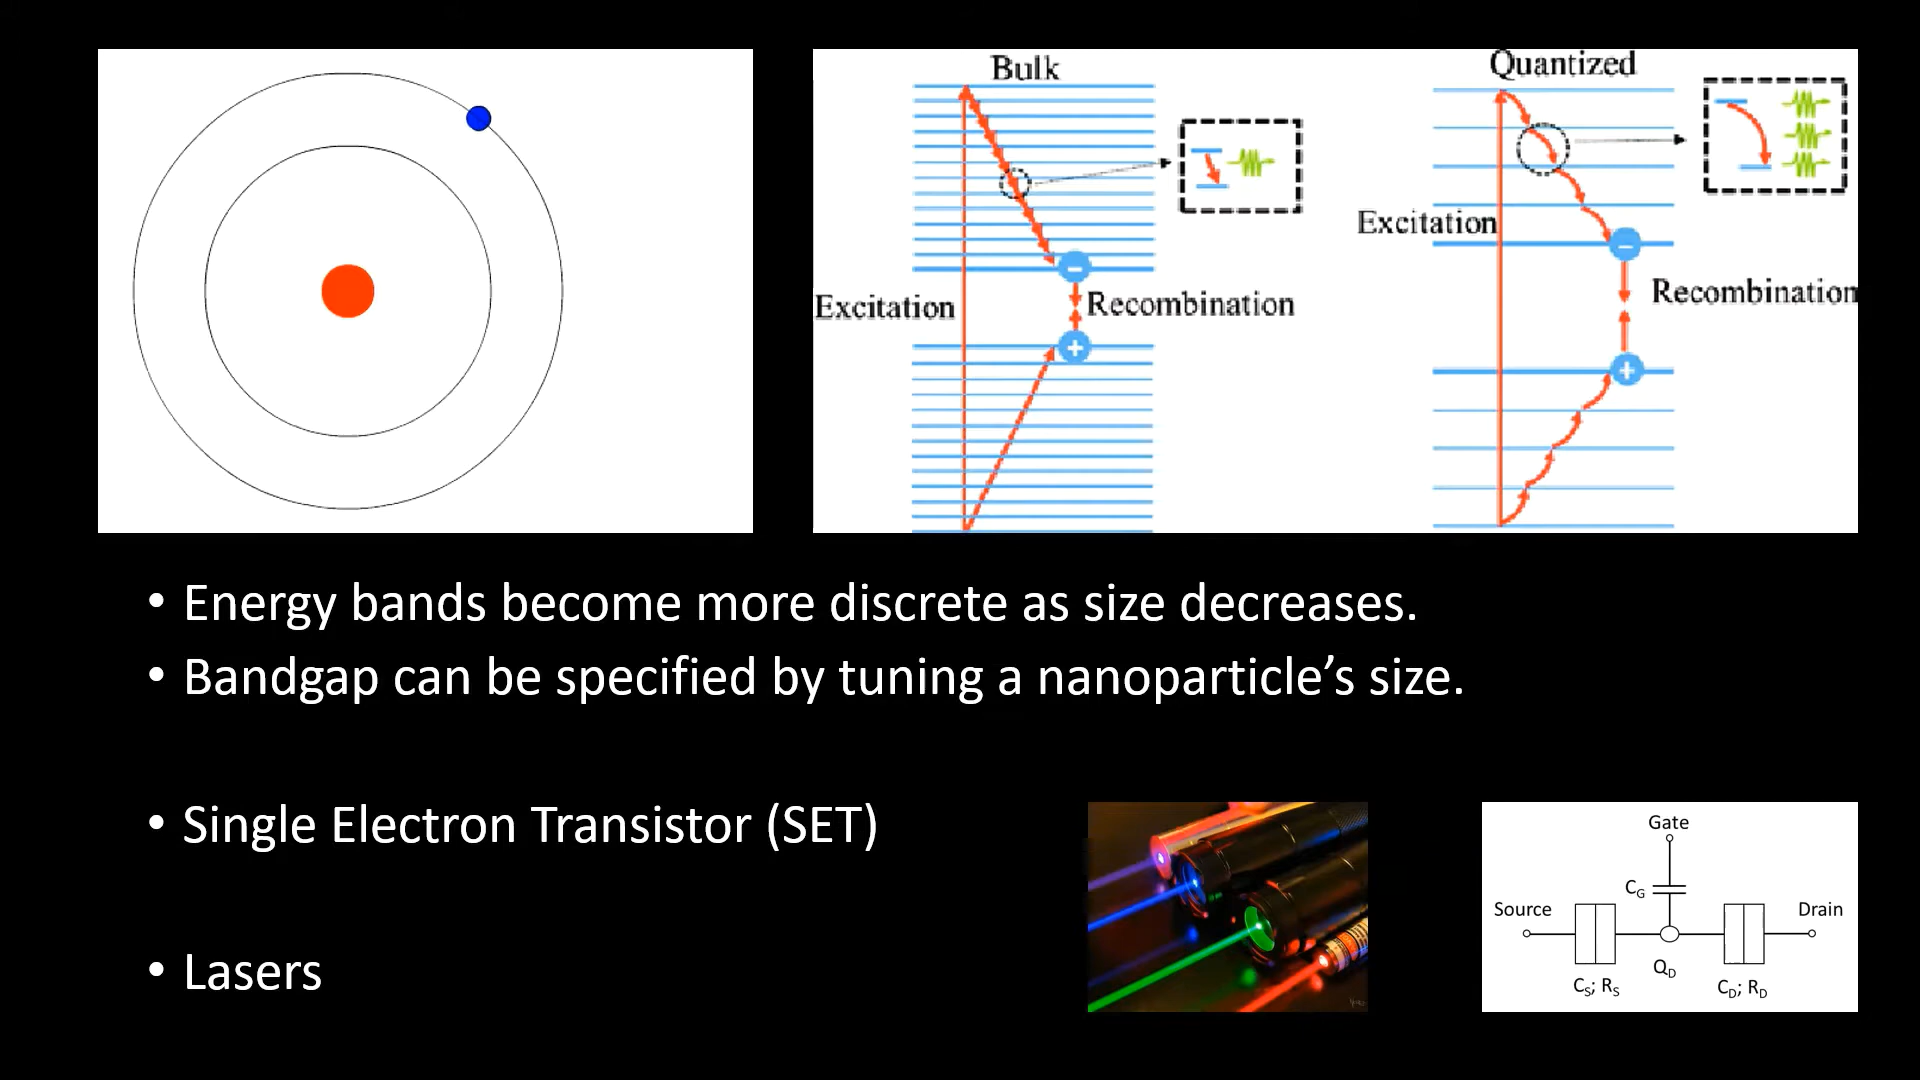 Bulk
Excitation
Recombination
Quantized
Excitation
Recombination
• Energy bands become more discrete as size decreases.
• Bandgap can be specified by tuning a nanoparticle’s size.
• Single Electron Transistor (SET)
• Lasers
Gate
C_G
Source
Drain
Q_D
C_S; R_S
C_D; R_D